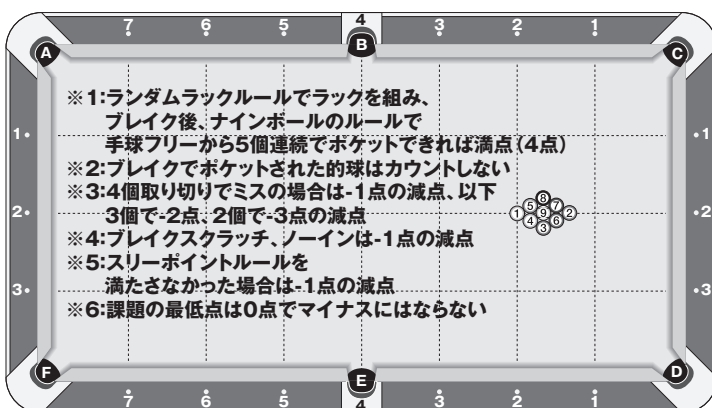 7 6 5 4 3 2 1
A B C
※1:ランダムラックルールでラックを組み、
ブレイク後、ナインボールのルールで
1 手球フリーから5個連続でポケットできれば満点(4点) 1
※2:ブレイクでポケットされた的球はカウントしない
※3:4個取り切りでミスの場合は-1点の減点、以下
2 3個で-2点、2個で-3点の減点 2
8
5 7
1 9 2
4 6
3
※4:ブレイクスクラッチ、ノーインは-1点の減点
※5:スリーポイントルールを
3 満たさなかった場合は-1点の減点 3
※6:課題の最低点は0点でマイナスにはならない
F E D
7 6 5 4 3 2 1